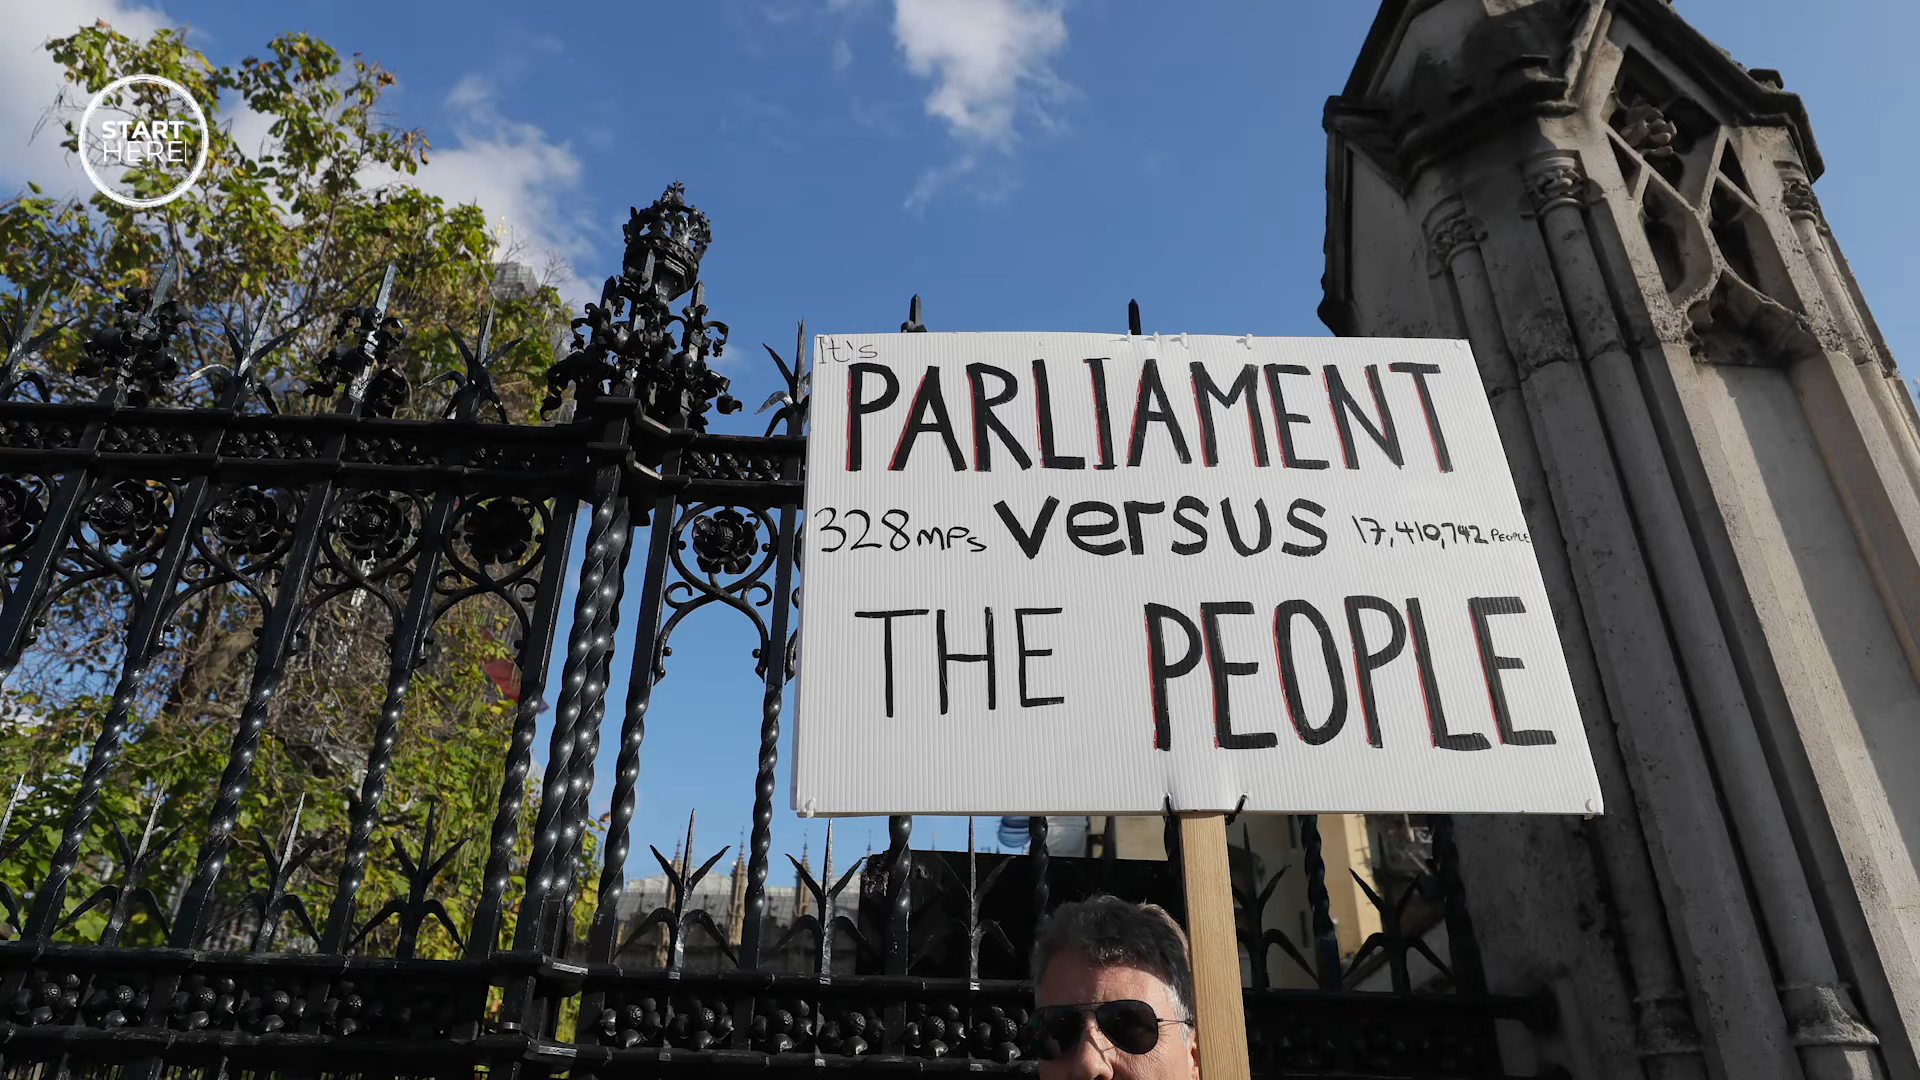 START
HERE
It's
PARLIAMENT
328 MPs versus 17,410,742 PEOPLE
THE PEOPLE